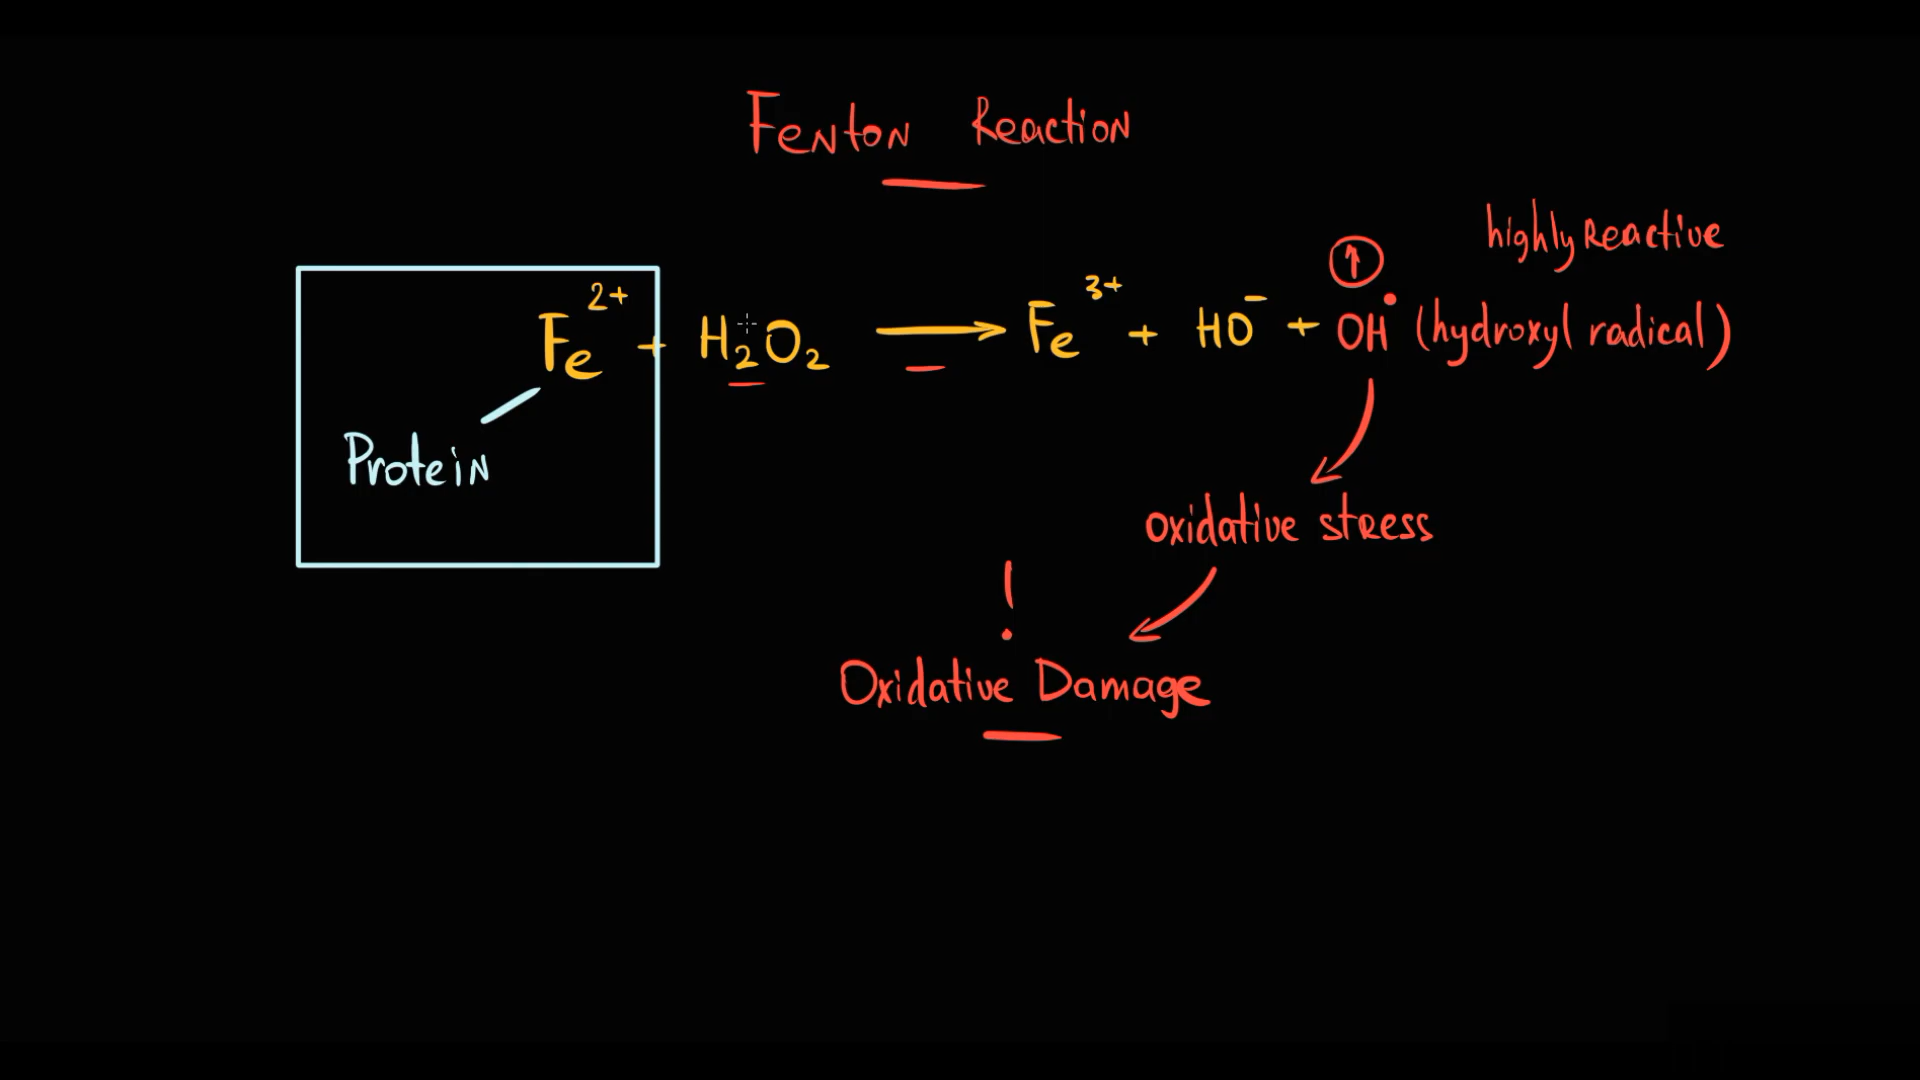 Fenton Reaction
highly Reactive
Fe²⁺ + H₂O₂ → Fe³⁺ + HO⁻ + OH• (hydroxyl radical)
↑
Protein
oxidative stress
!
Oxidative Damage